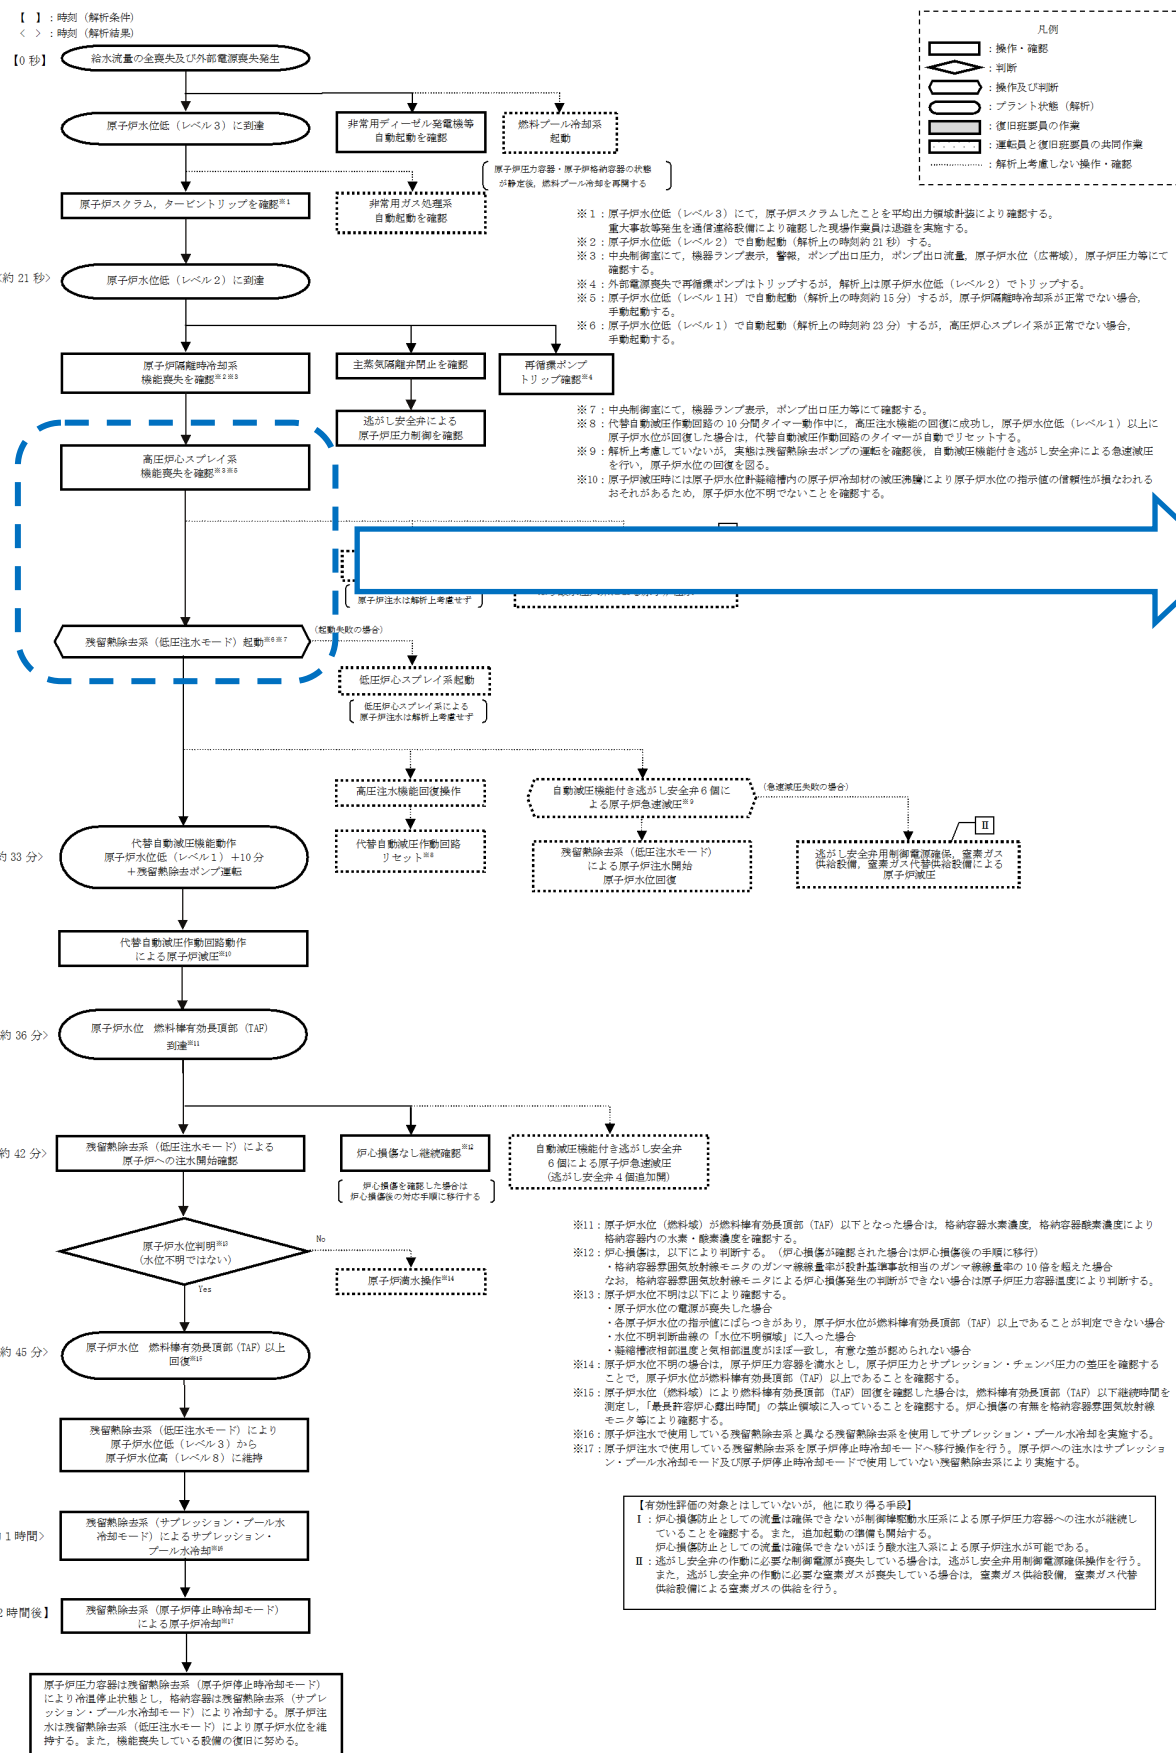 【　】：時刻（解析条件）
〈　〉：時刻（解析結果）
凡例
：操作・確認
：判断
：操作及び判断
：プラント状態（解析）
：復旧班要員の作業
：運転員と復旧班要員の共同作業
：解析上考慮しない操作・確認
【0 秒】
給水流量の全喪失及び外部電源喪失発生
原子炉水位低（レベル３）に到達
非常用ディーゼル発電機等
自動起動を確認
燃料プール冷却系
起動
原子炉圧力容器・原子炉格納容器の状態
が静定後，燃料プール冷却を再開する
原子炉スクラム，タービントリップを確認※1
非常用ガス処理系
自動起動を確認
※１：原子炉水位低（レベル３）にて，原子炉スクラムしたことを平均出力領域計装により確認する。
重大事故等発生を通信連絡設備により確認した現場作業員は退避を実施する。
※２：原子炉水位低（レベル２）で自動起動（解析上の時刻約 21 秒）する。
※３：中央制御室にて，機器ランプ表示，警報，ポンプ出口圧力，ポンプ出口流量，原子炉水位（広帯域），原子炉圧力等にて
確認する。
※４：外部電源喪失で再循環ポンプはトリップするが，解析上は原子炉水位低（レベル２）でトリップする。
※５：原子炉水位低（レベル１H）で自動起動（解析上の時刻約 15 分）するが，原子炉隔離時冷却系が正常でない場合，
手動起動する。
※６：原子炉水位低（レベル１）で自動起動（解析上の時刻約 23 分）するが，高圧炉心スプレイ系が正常でない場合，
手動起動する。
約 21 秒〉
原子炉水位低（レベル２）に到達
原子炉隔離時冷却系
機能喪失を確認※2※3
主蒸気隔離弁閉止を確認
再循環ポンプ
トリップ確認※4
逃がし安全弁による
原子炉圧力制御を確認
※７：中央制御室にて，機器ランプ表示，ポンプ出口圧力等にて確認する。
※８：代替自動減圧作動回路の 10 分間タイマー動作中に，高圧注水機能の回復に成功し，原子炉水位低（レベル１）以上に
原子炉水位が回復した場合は，代替自動減圧作動回路のタイマーが自動でリセットする。
※９：解析上考慮していないが，実態は残留熱除去ポンプの運転を確認後，自動減圧機能付き逃がし安全弁による急速減圧
を行い，原子炉水位の回復を図る。
※10：原子炉減圧時には原子炉水位計凝縮槽内の原子炉冷却材の減圧沸騰により原子炉水位の指示値の信頼性が損なわれる
おそれがあるため，原子炉水位不明でないことを確認する。
高圧炉心スプレイ系
機能喪失を確認※3※5
原子炉注水は解析上考慮せず
残留熱除去系（低圧注水モード）起動※6※7
（起動失敗の場合）
低圧炉心スプレイ系起動
低圧炉心スプレイ系による
原子炉注水は解析上考慮せず
高圧注水機能回復操作
自動減圧機能付き逃がし安全弁６個に
よる原子炉急速減圧※9
（急速減圧失敗の場合）
Ⅱ
約 33 分〉
代替自動減圧機能動作
原子炉水位低（レベル１）＋10 分
＋残留熱除去ポンプ運転
代替自動減圧作動回路
リセット※8
残留熱除去系（低圧注水モード）
による原子炉注水開始
原子炉水位回復
逃がし安全弁用制御電源確保，窒素ガス
供給設備，窒素ガス代替供給設備による
原子炉減圧
代替自動減圧作動回路動作
による原子炉減圧※10
約 36 分〉
原子炉水位　燃料棒有効長頂部（TAF）
到達※11
約 42 分〉
残留熱除去系（低圧注水モード）による
原子炉への注水開始確認
炉心損傷なし継続確認※12
自動減圧機能付き逃がし安全弁
６個による原子炉急速減圧
（逃がし安全弁４個追加開）
炉心損傷を確認した場合は
炉心損傷後の対応手順に移行する
原子炉水位判明※13
（水位不明ではない）
No
Yes
原子炉満水操作※14
※11：原子炉水位（燃料域）が燃料棒有効長頂部（TAF）以下となった場合は，格納容器水素濃度，格納容器酸素濃度により
格納容器内の水素・酸素濃度を確認する。
※12：炉心損傷は，以下により判断する。（炉心損傷が確認された場合は炉心損傷後の手順に移行）
・格納容器雰囲気放射線モニタのガンマ線線量率が設計基準事故相当のガンマ線線量率の 10 倍を超えた場合
なお，格納容器雰囲気放射線モニタによる炉心損傷発生の判断ができない場合は原子炉圧力容器温度により判断する。
※13：原子炉水位不明は以下により確認する。
・原子炉水位の電源が喪失した場合
・各原子炉水位の指示値にばらつきがあり，原子炉水位が燃料棒有効長頂部（TAF）以上であることが判定できない場合
・水位不明判断曲線の「水位不明領域」に入った場合
・凝縮槽液相部温度と気相部温度がほぼ一致し，有意な差が認められない場合
※14：原子炉水位不明の場合は，原子炉圧力容器を満水とし，原子炉圧力とサプレッション・チェンバ圧力の差圧を確認する
ことで，原子炉水位が燃料棒有効長頂部（TAF）以上であることを確認する。
※15：原子炉水位（燃料域）により燃料棒有効長頂部（TAF）回復を確認した場合は，燃料棒有効長頂部（TAF）以下継続時間を
測定し，「最長許容炉心露出時間」の禁止領域に入っていることを確認する。炉心損傷の有無を格納容器雰囲気放射線
モニタ等により確認する。
※16：原子炉注水で使用している残留熱除去系と異なる残留熱除去系を使用してサプレッション・プール水冷却を実施する。
※17：原子炉注水で使用している残留熱除去系を原子炉停止時冷却モードへ移行操作を行う。原子炉への注水はサプレッショ
ン・プール水冷却モード及び原子炉停止時冷却モードで使用していない残留熱除去系により実施する。
約 45 分〉
原子炉水位　燃料棒有効長頂部（TAF）以上
回復※15
残留熱除去系（低圧注水モード）により
原子炉水位低（レベル３）から
原子炉水位高（レベル８）に維持
1 時間〉
残留熱除去系（サプレッション・プール水
冷却モード）によるサプレッション・
プール水冷却※16
【有効性評価の対象とはしていないが，他に取り得る手段】
Ⅰ：炉心損傷防止としての流量は確保できないが制御棒駆動水圧系による原子炉圧力容器への注水が継続し
ていることを確認する。また，追加起動の準備も開始する。
炉心損傷防止としての流量は確保できないがほう酸水注入系による原子炉注水が可能である。
Ⅱ：逃がし安全弁の作動に必要な制御電源が喪失している場合は，逃がし安全弁用制御電源確保操作を行う。
また，逃がし安全弁の作動に必要な窒素ガスが喪失している場合は，窒素ガス供給設備，窒素ガス代替
供給設備による窒素ガスの供給を行う。
2 時間後】
残留熱除去系（原子炉停止時冷却モード）
による原子炉冷却※17
原子炉圧力容器は残留熱除去系（原子炉停止時冷却モード）
により冷温停止状態とし，格納容器は残留熱除去系（サプレ
ッション・プール水冷却モード）により冷却する。原子炉注
水は残留熱除去系（低圧注水モード）により原子炉水位を維
持する。また，機能喪失している設備の復旧に努める。